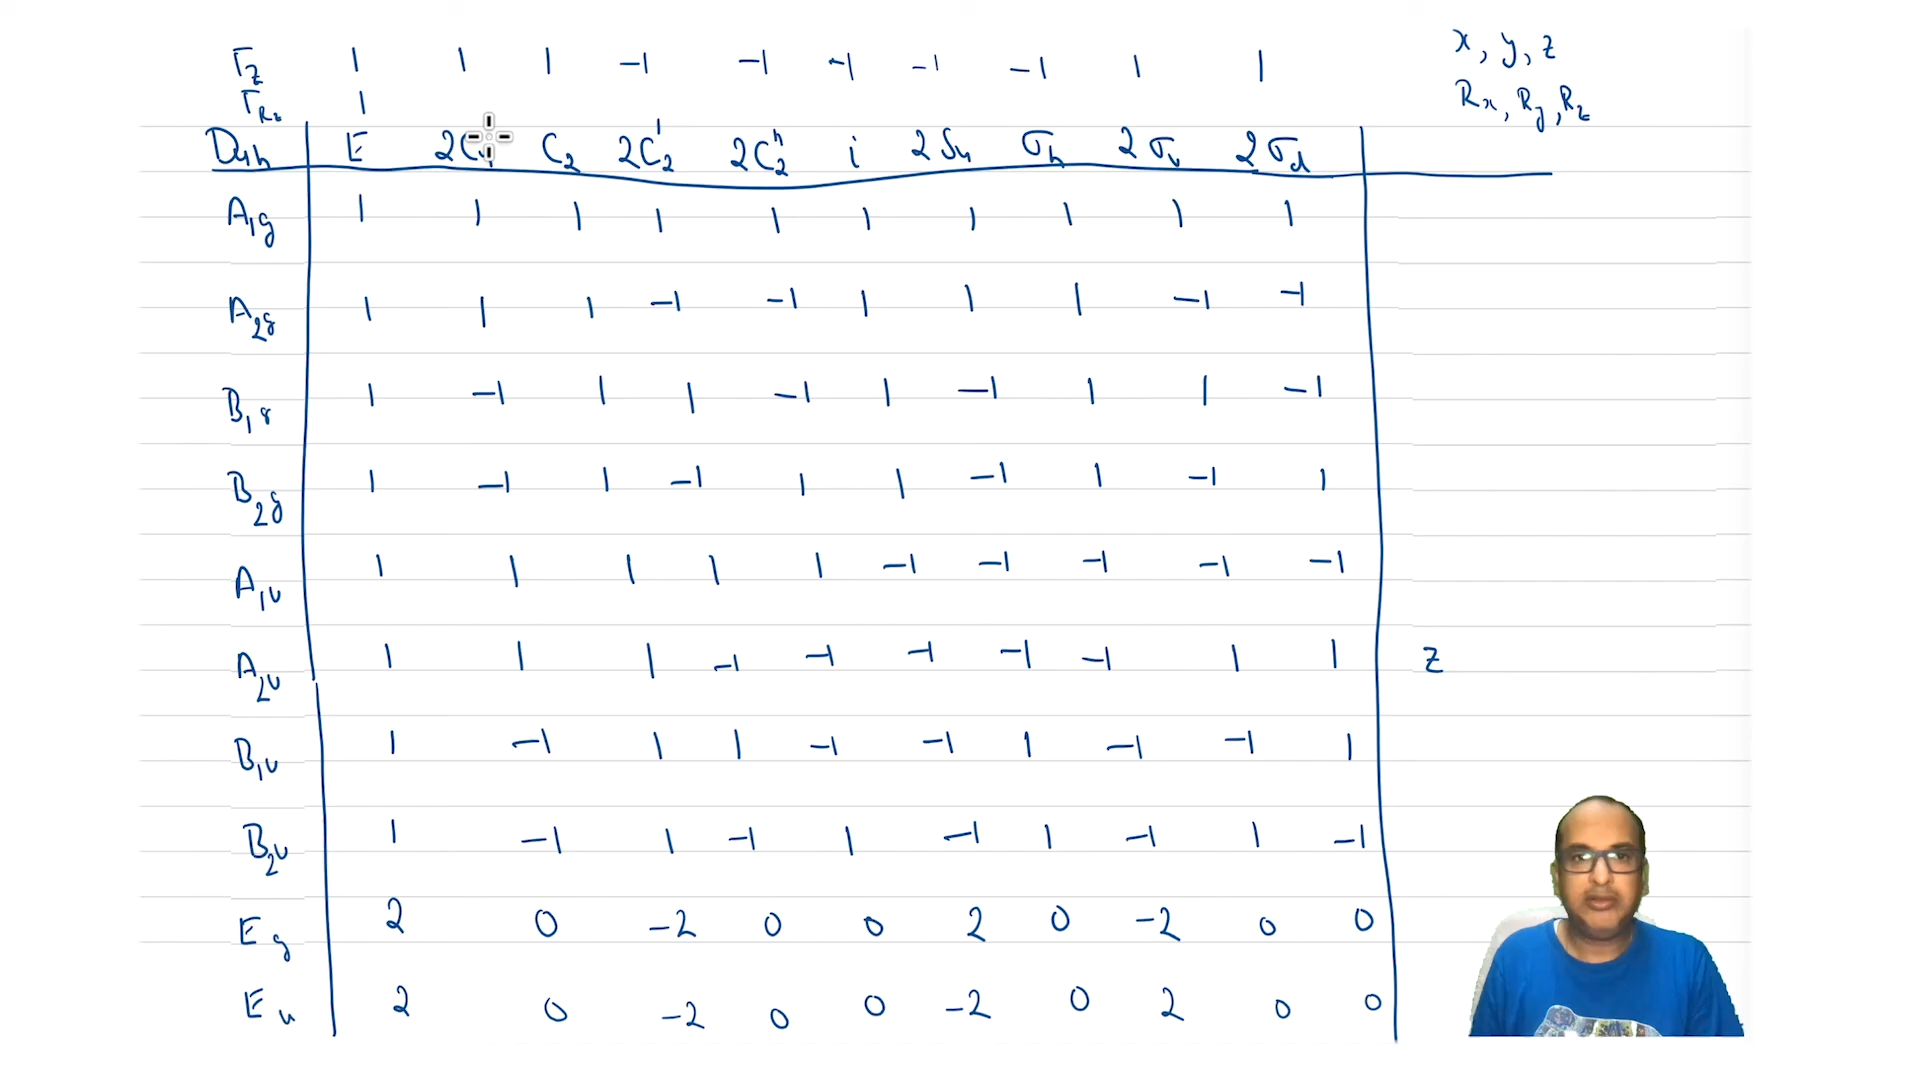 Γz 1 1 1 -1 -1 -1 -1 -1 1 1 x, y, z
ΓRz 1 Rx, Ry, Rz
D4h E 2C4 C2 2C2' 2C2" i 2S4 σh 2σv 2σd
A1g 1 1 1 1 1 1 1 1 1 1
A2g 1 1 1 -1 -1 1 1 1 -1 -1
B1g 1 -1 1 1 -1 1 -1 1 1 -1
B2g 1 -1 1 -1 1 1 -1 1 -1 1
A1u 1 1 1 1 1 -1 -1 -1 -1 -1
A2u 1 1 1 -1 -1 -1 -1 -1 1 1 z
B1u 1 -1 1 1 -1 -1 1 -1 -1 1
B2u 1 -1 1 -1 1 -1 1 -1 1 -1
Eg 2 0 -2 0 0 2 0 -2 0 0
Eu 2 0 -2 0 0 -2 0 2 0 0